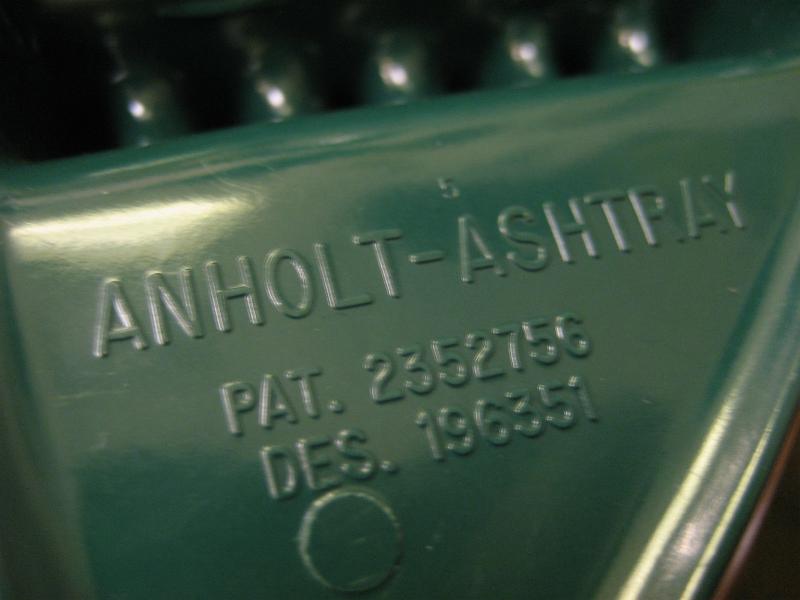 5
ANHOLT-ASHTRAY
PAT. 2352756
DES. 196351